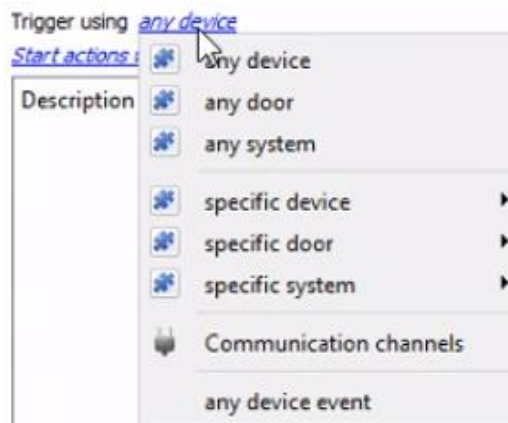 Trigger using any device
Start actions
any device
Description
any door
any system
specific device
specific door
specific system
Communication channels
any device event